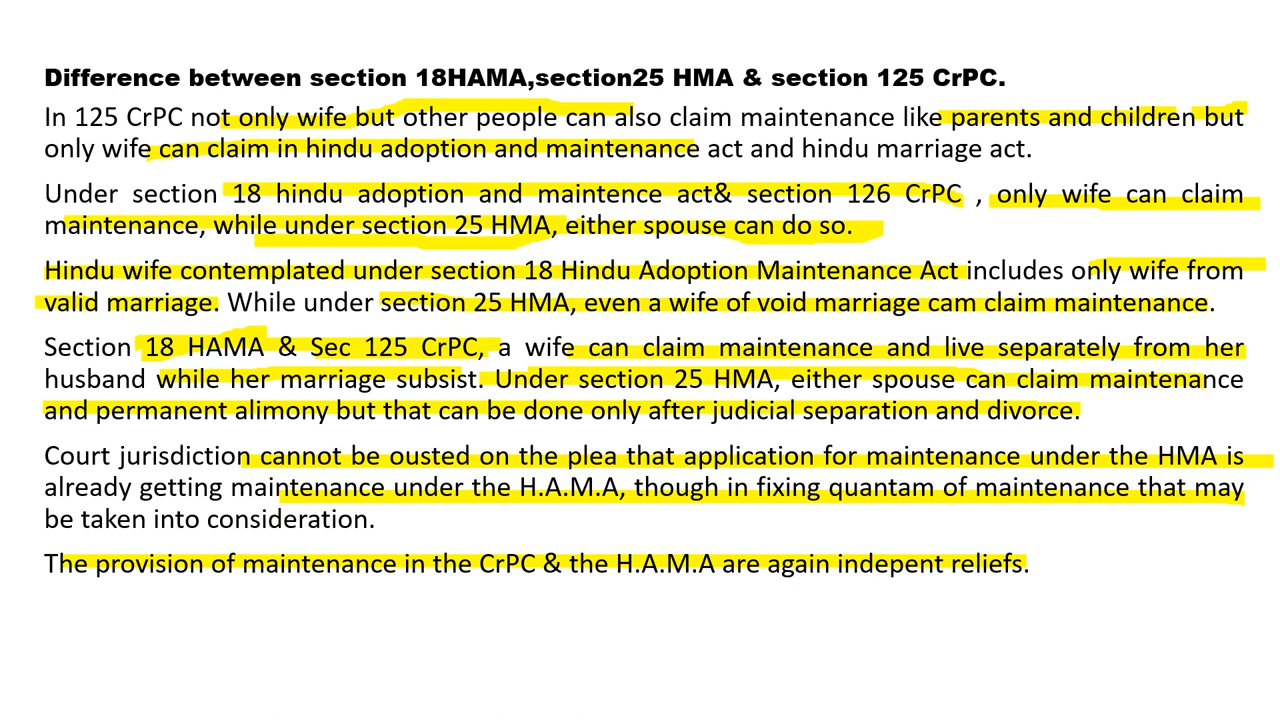 Difference between section 18HAMA,section25 HMA & section 125 CrPC.
In 125 CrPC not only wife but other people can also claim maintenance like parents and children but
only wife can claim in hindu adoption and maintenance act and hindu marriage act.
Under section 18 hindu adoption and maintence act& section 126 CrPC , only wife can claim
maintenance, while under section 25 HMA, either spouse can do so.
Hindu wife contemplated under section 18 Hindu Adoption Maintenance Act includes only wife from
valid marriage. While under section 25 HMA, even a wife of void marriage cam claim maintenance.
Section 18 HAMA & Sec 125 CrPC, a wife can claim maintenance and live separately from her
husband while her marriage subsist. Under section 25 HMA, either spouse can claim maintenance
and permanent alimony but that can be done only after judicial separation and divorce.
Court jurisdiction cannot be ousted on the plea that application for maintenance under the HMA is
already getting maintenance under the H.A.M.A, though in fixing quantam of maintenance that may
be taken into consideration.
The provision of maintenance in the CrPC & the H.A.M.A are again indepent reliefs.